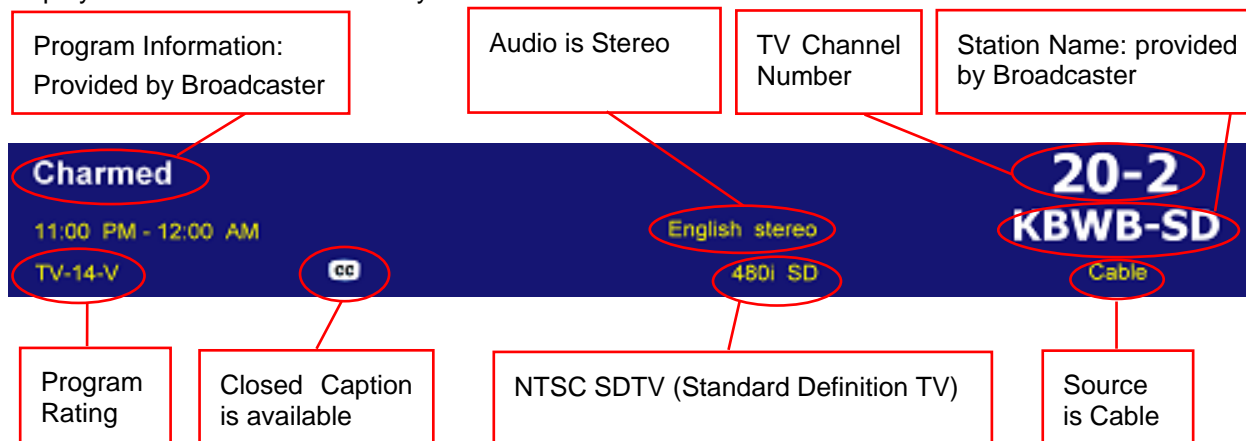 Program Information:
Provided by Broadcaster
Audio is Stereo
TV Channel
Number
Station Name: provided
by Broadcaster
Charmed
20-2
11:00 PM - 12:00 AM
English stereo
KBWB-SD
TV-14-V
cc
480i SD
Cable
Program
Rating
Closed Caption
is available
NTSC SDTV (Standard Definition TV)
Source
is Cable